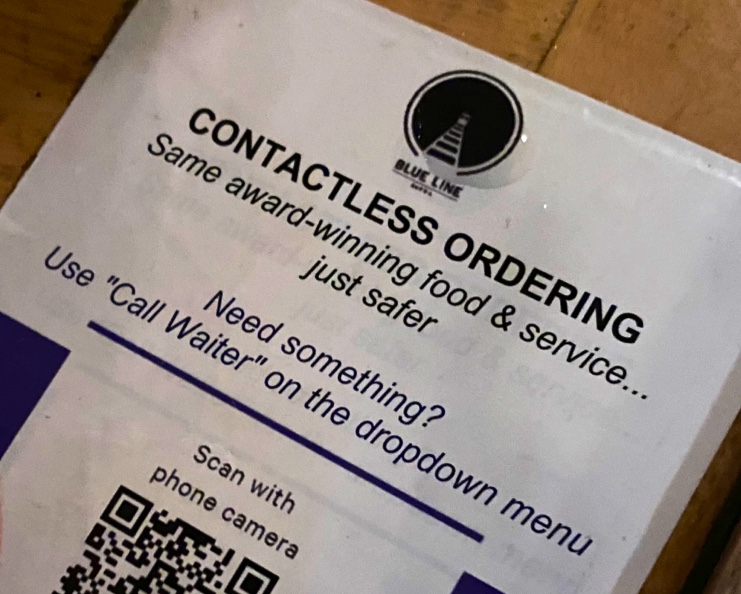 BLUE LINE
CONTACTLESS ORDERING
Same award-winning food & service...
just safer
Need something?
Use "Call Waiter" on the dropdown menu
Scan with
phone camera